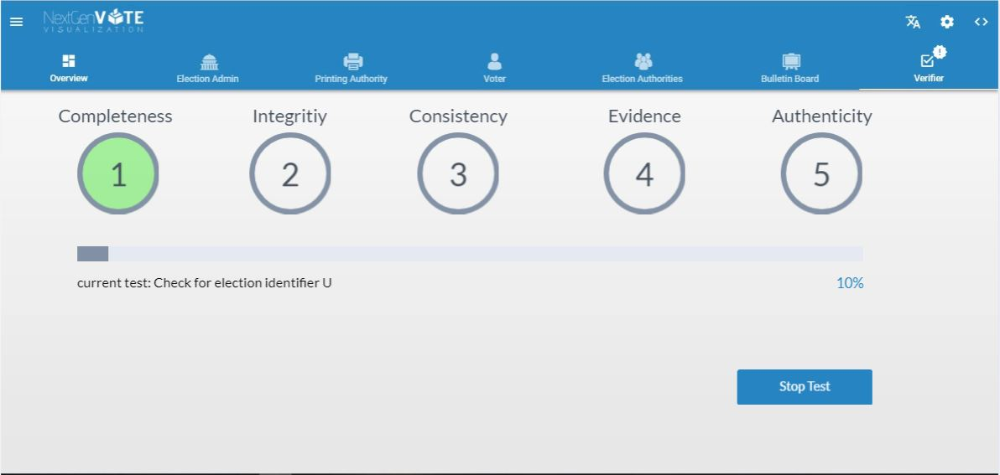 NextGenVOTE
VISUALIZATION
Overview
Election Admin
Printing Authority
Voter
Election Authorities
Bulletin Board
Verifier
Completeness
Integritiy
Consistency
Evidence
Authenticity
1
2
3
4
5
current test: Check for election identifier U
10%
Stop Test